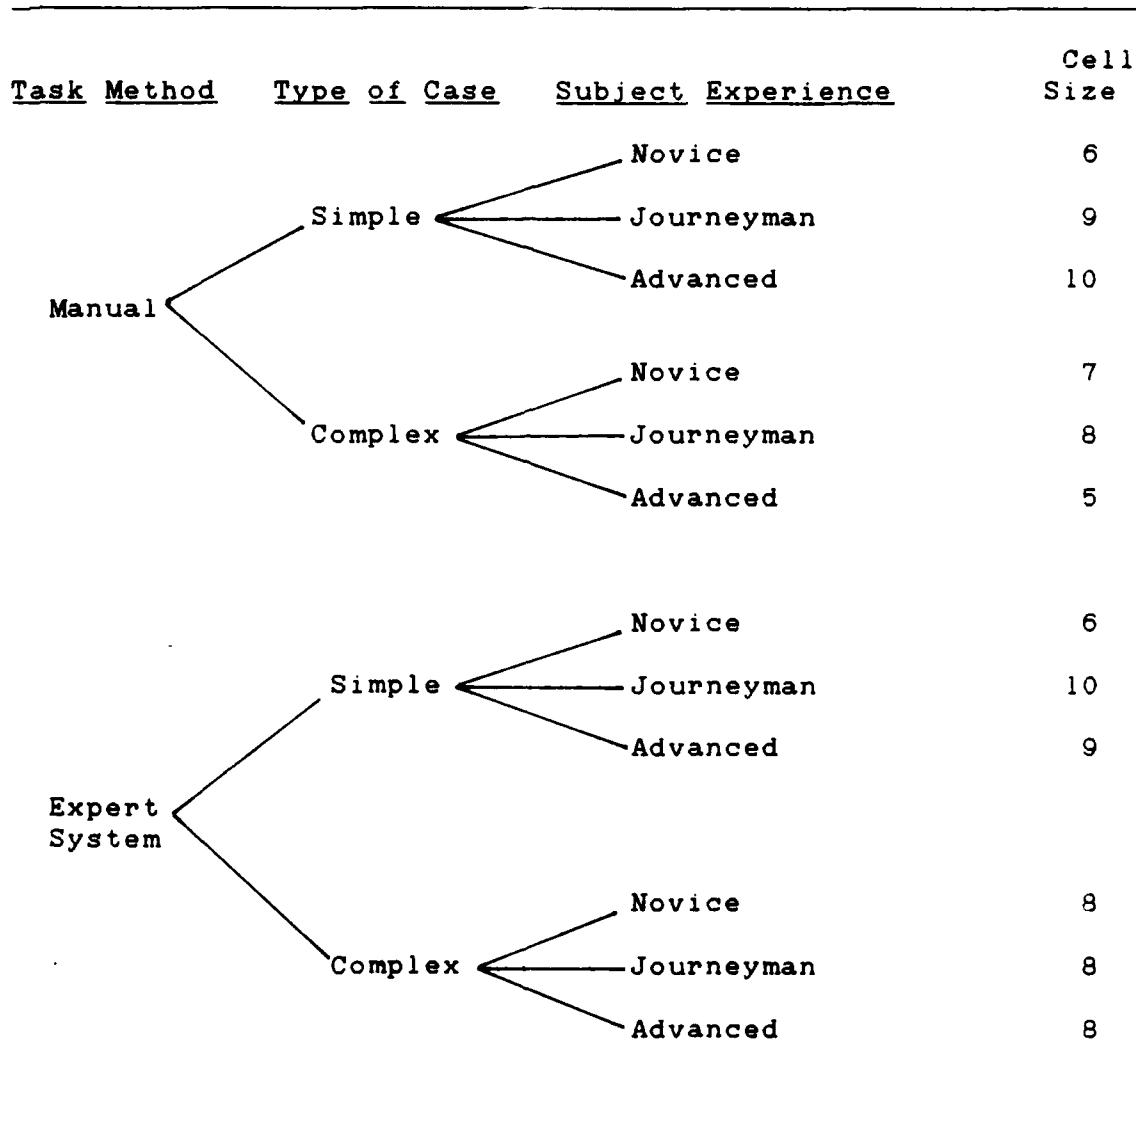 Cell
Task Method Type of Case Subject Experience Size
Novice 6
Simple Journeyman 9
Advanced 10
Manual
Novice 7
Complex Journeyman 8
Advanced 5
Novice 6
Simple Journeyman 10
Advanced 9
Expert
System
Novice 8
Complex Journeyman 8
Advanced 8